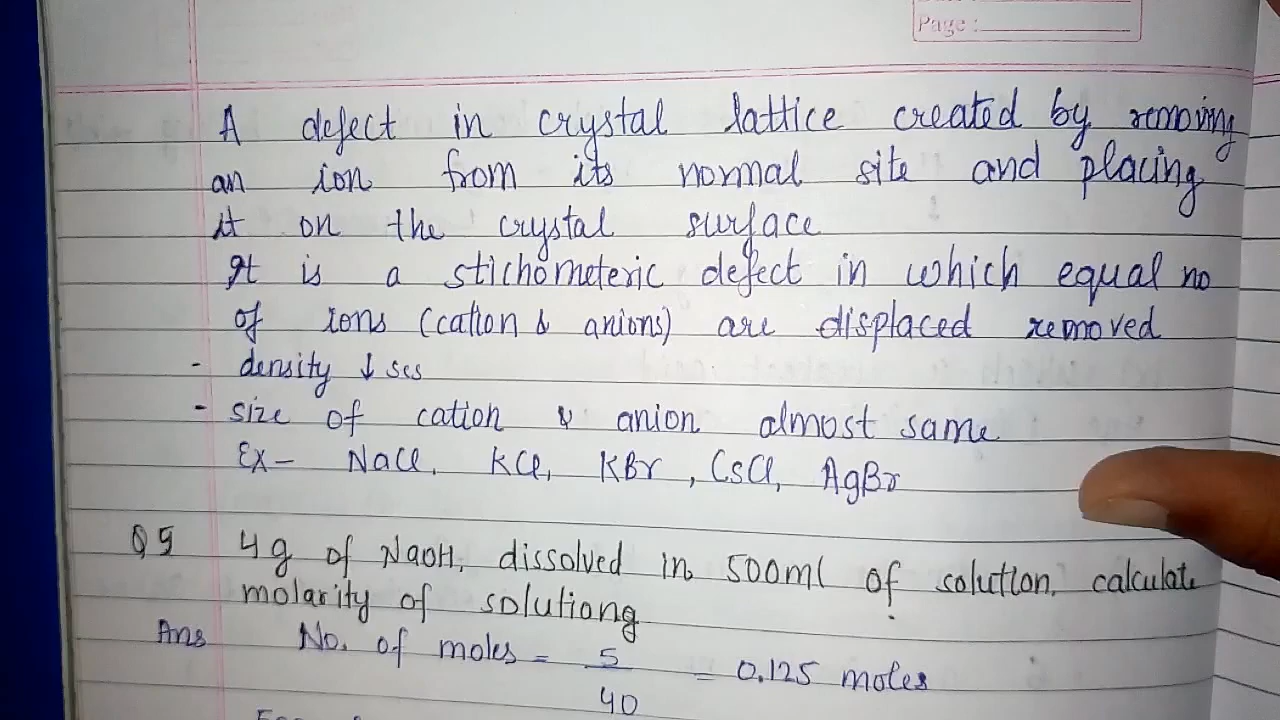 Page :
A defect in crystal lattice created by removing
an ion from its normal site and placing
it on the crystal surface
It is a stichometeric defect in which equal no
of ions (cation & anions) are displaced removed
- density ↓ ses
- size of cation & anion almost same
Ex- NaCl, KCl, KBr, CsCl, AgBr
Q5 4g of NaOH, dissolved in 500ml of solution. calculate
molarity of solutiong
Ans No. of moles = 5/40 = 0.125 moles